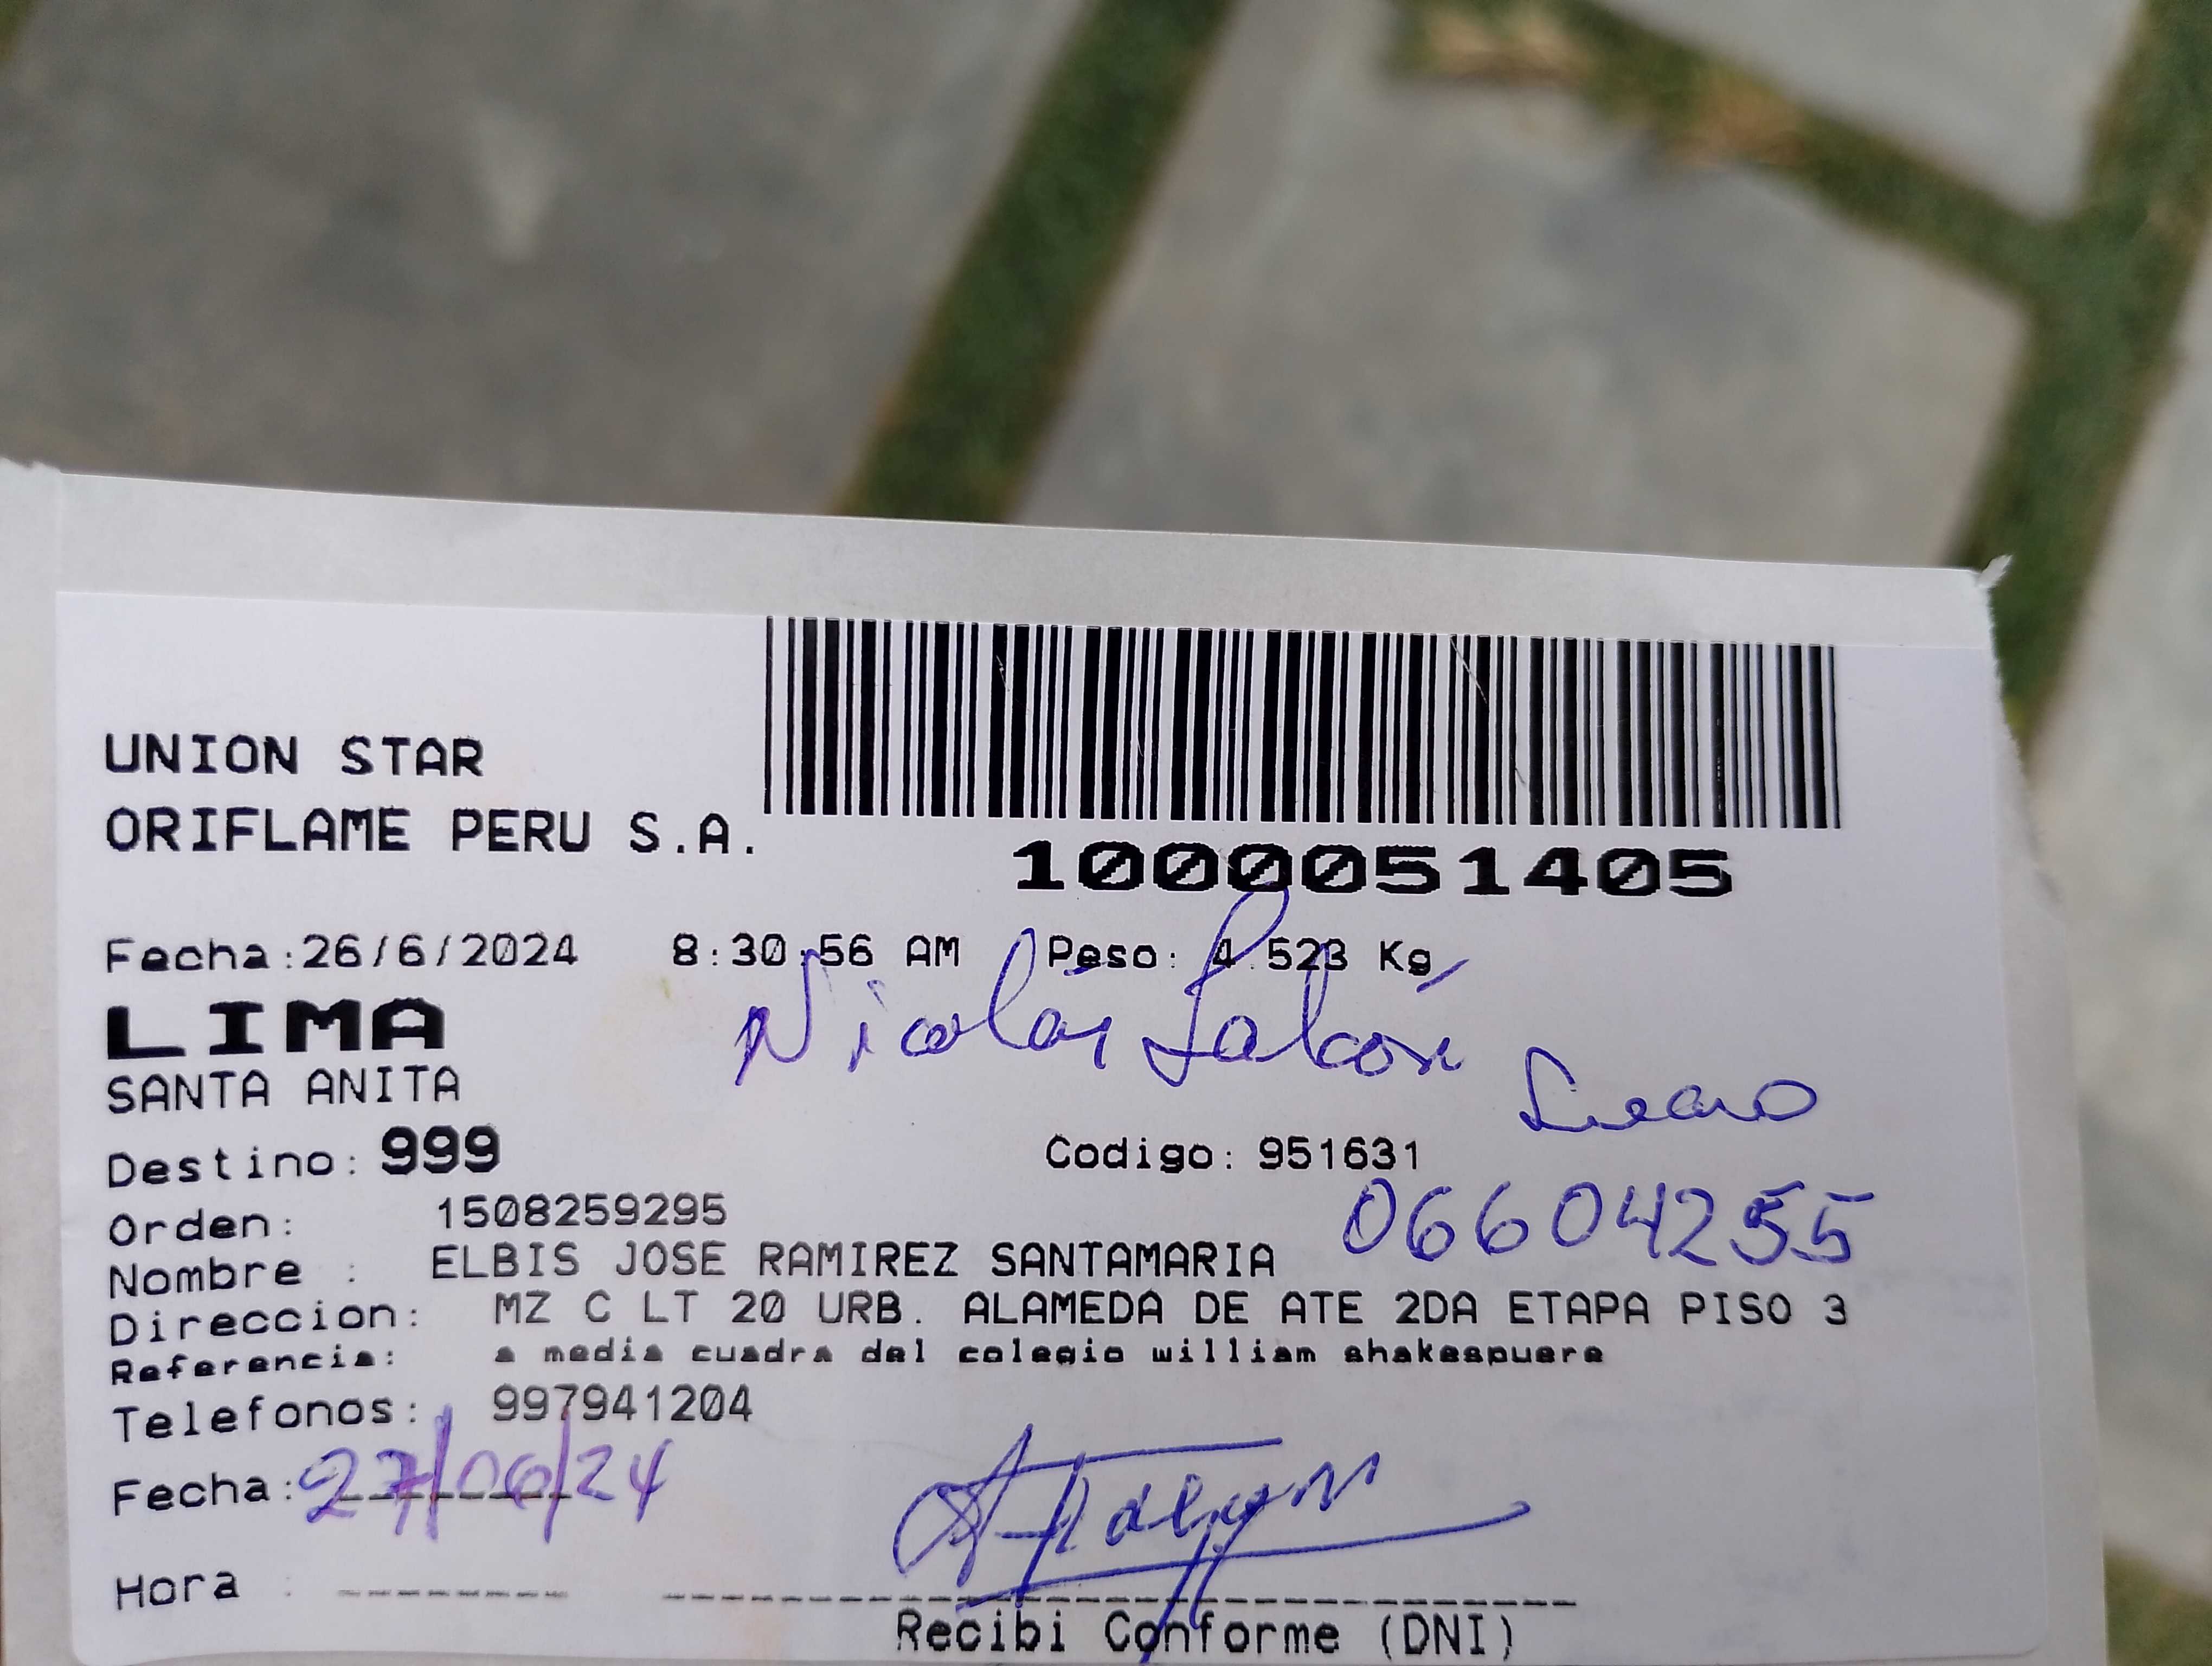 UNION STAR
ORIFLAME PERU S.A.
1000051405
Fecha:26/6/2024 8:30:56 AM Peso: 4.523 Kg
LIMA
Nicolás Falcón
SANTA ANITA
Destino: 999 Codigo: 951631
Orden: 1508259295
06604255
Nombre : ELBIS JOSE RAMIREZ SANTAMARIA
Direccion: MZ C LT 20 URB. ALAMEDA DE ATE 2DA ETAPA PISO 3
Referencia: a media cuadra del colegio william shakespuere
Telefonos: 997941204
Fecha: 27/06/24
Hora :
Recibi Conforme (DNI)